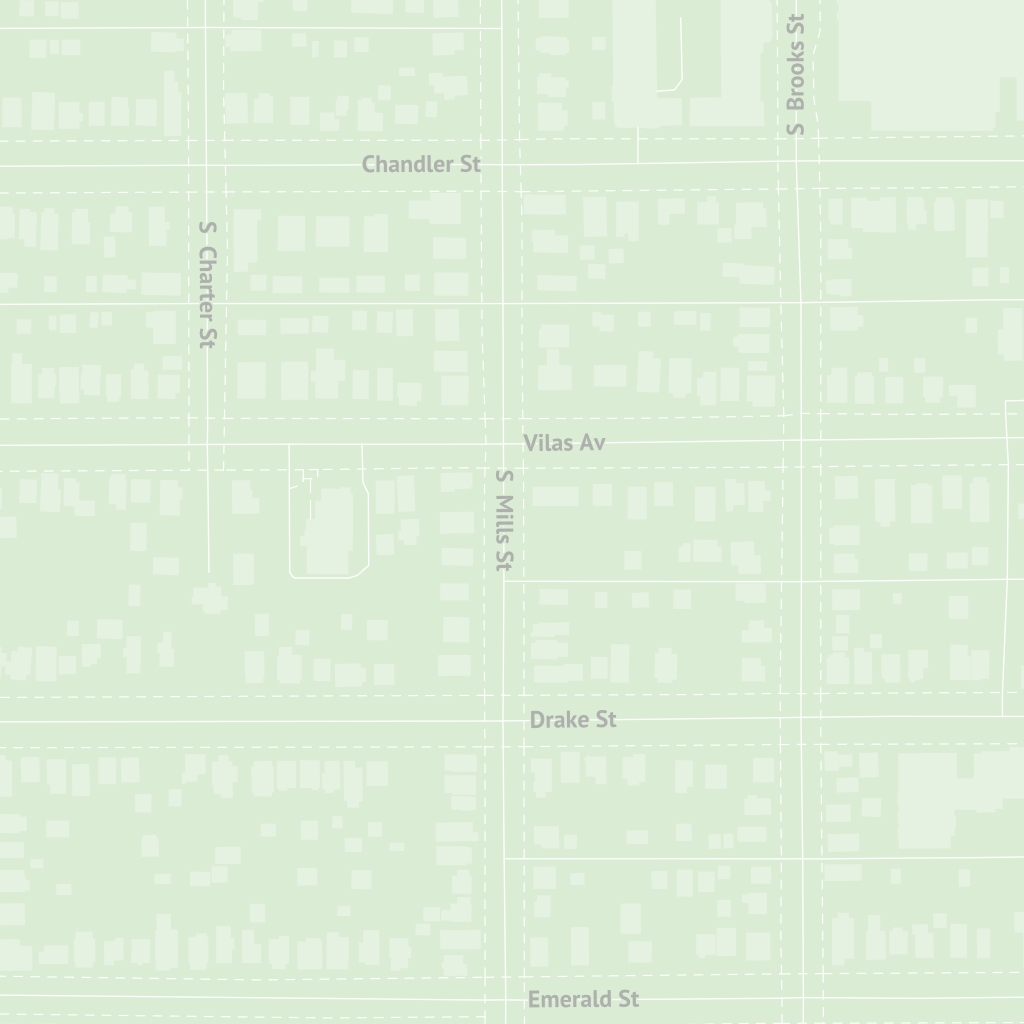 S Brooks St
Chandler St
S Charter St
Vilas Av
S Mills St
Drake St
Emerald St